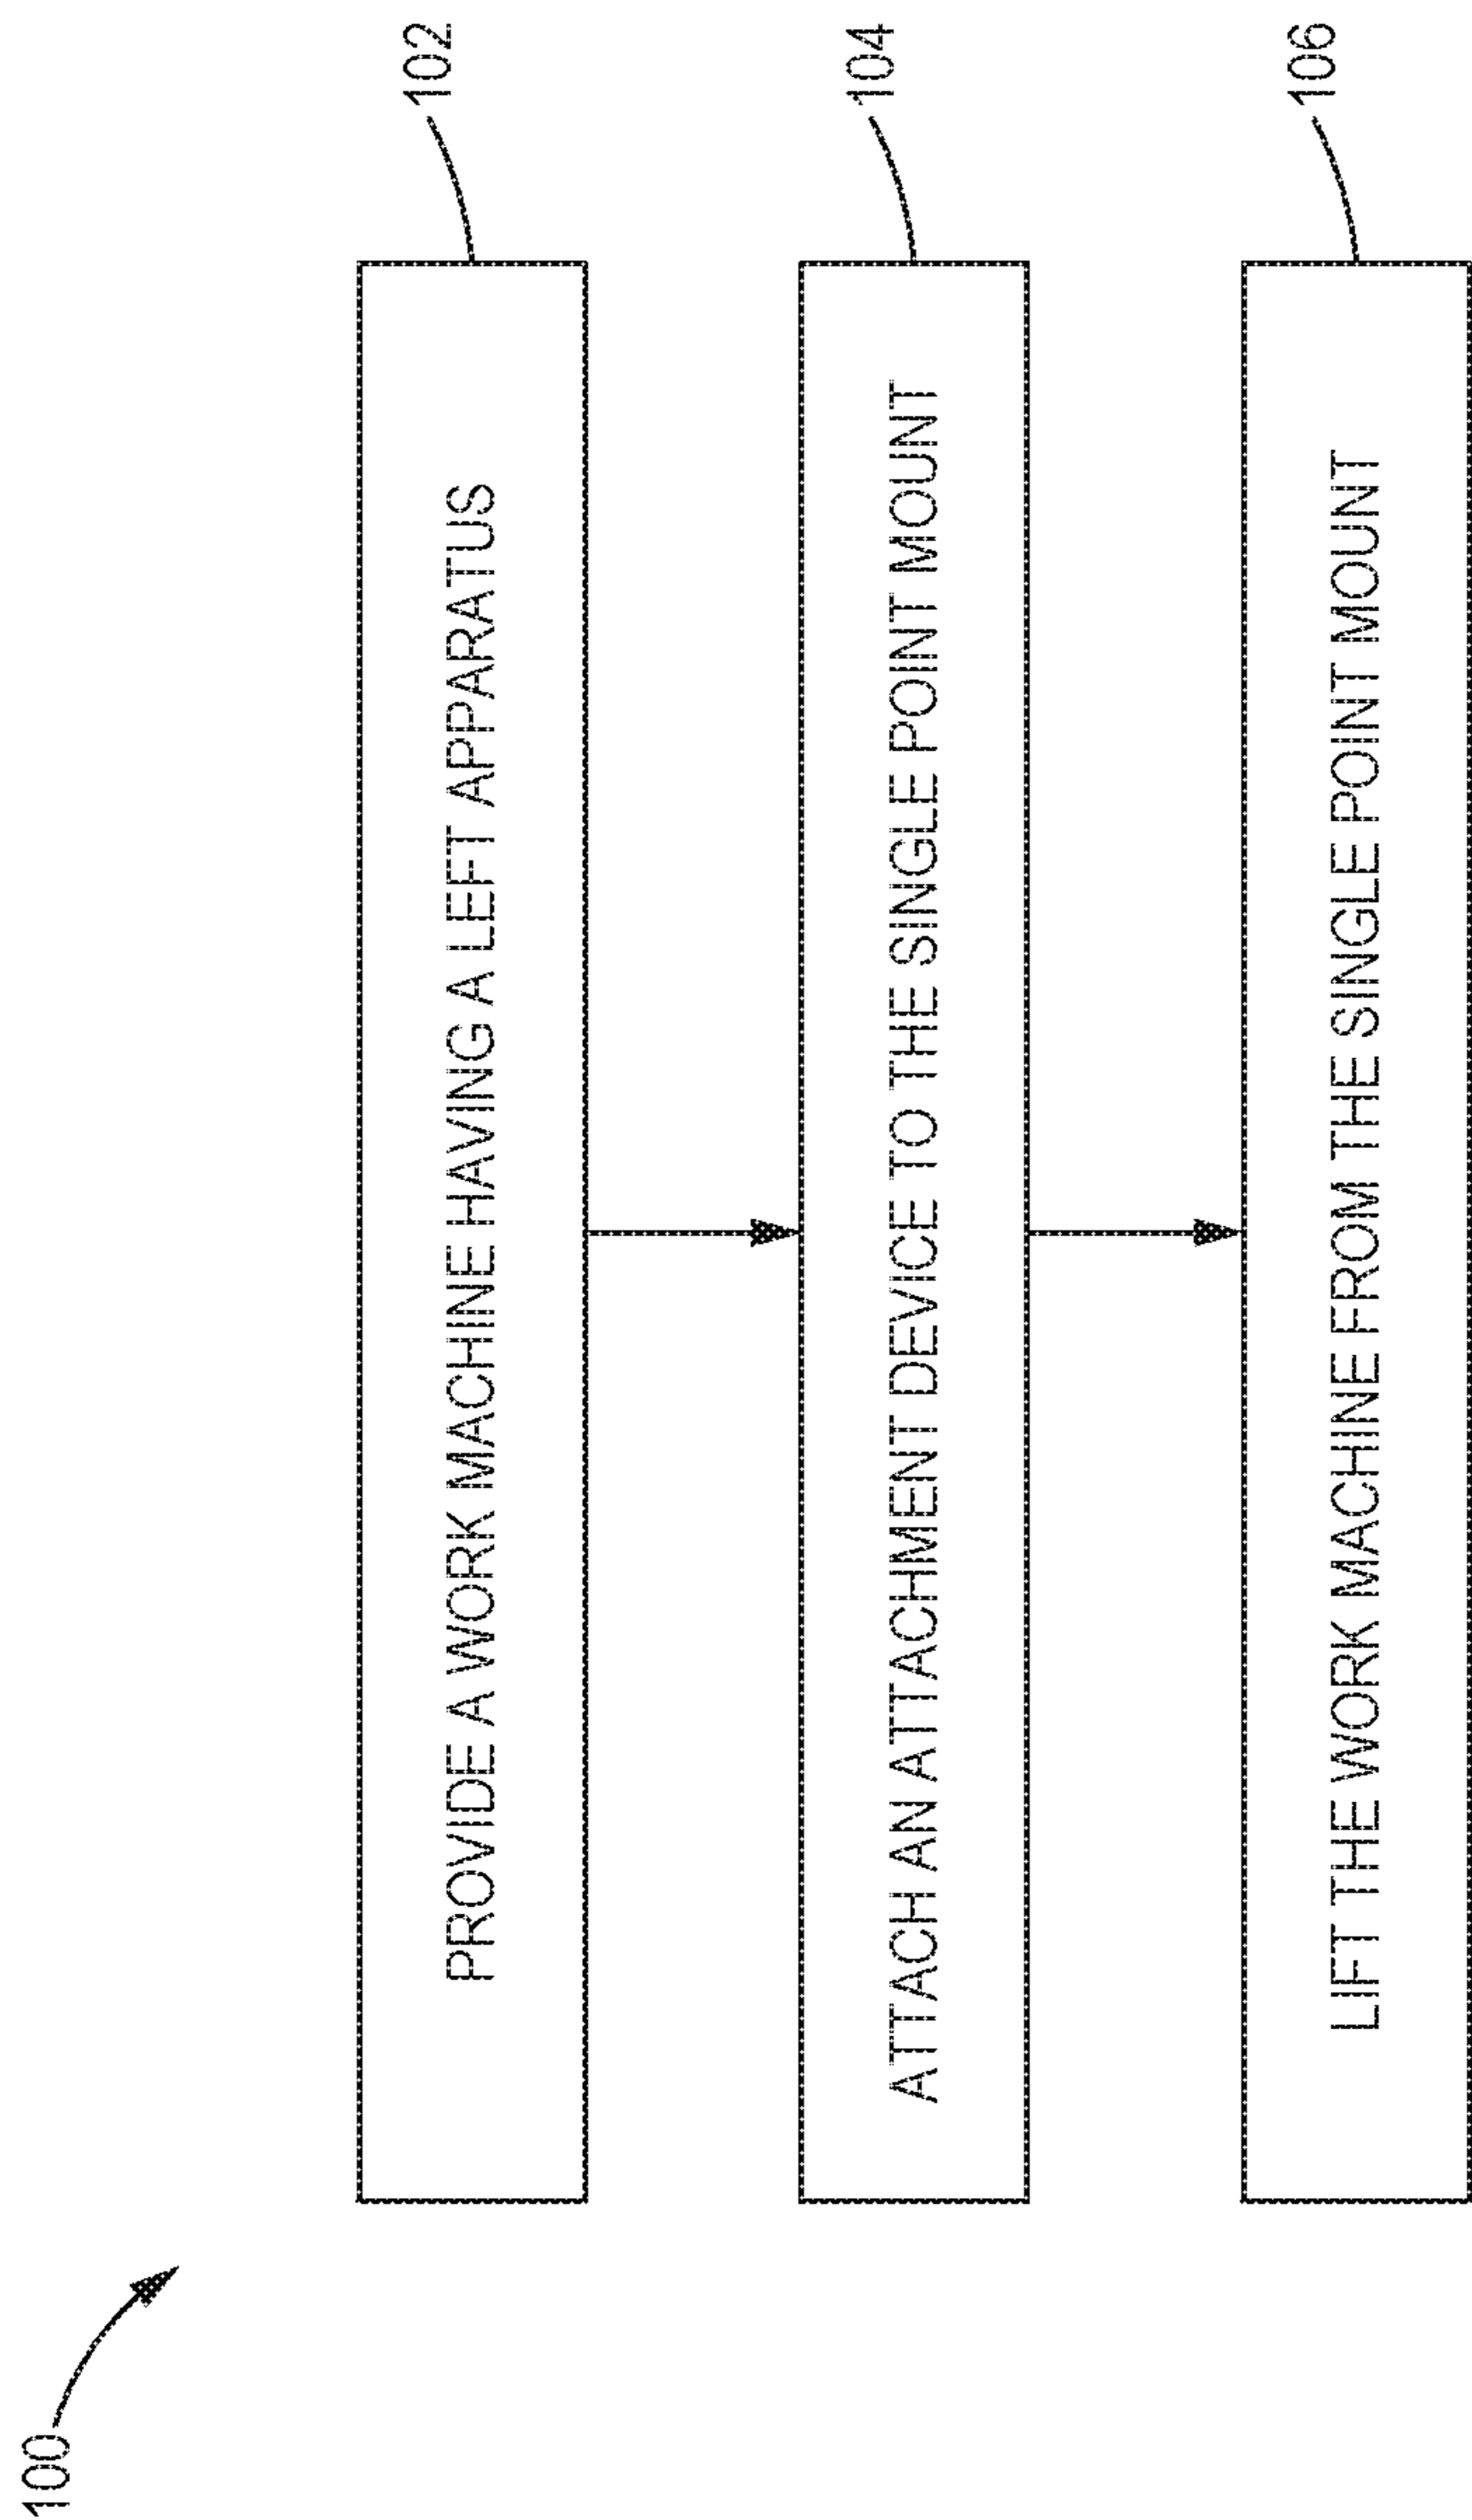 100
PROVIDE A WORK MACHINE HAVING A LEFT APPARATUS
102
ATTACH AN ATTACHMENT DEVICE TO THE SINGLE POINT MOUNT
104
LIFT THE WORK MACHINE FROM THE SINGLE POINT MOUNT
106